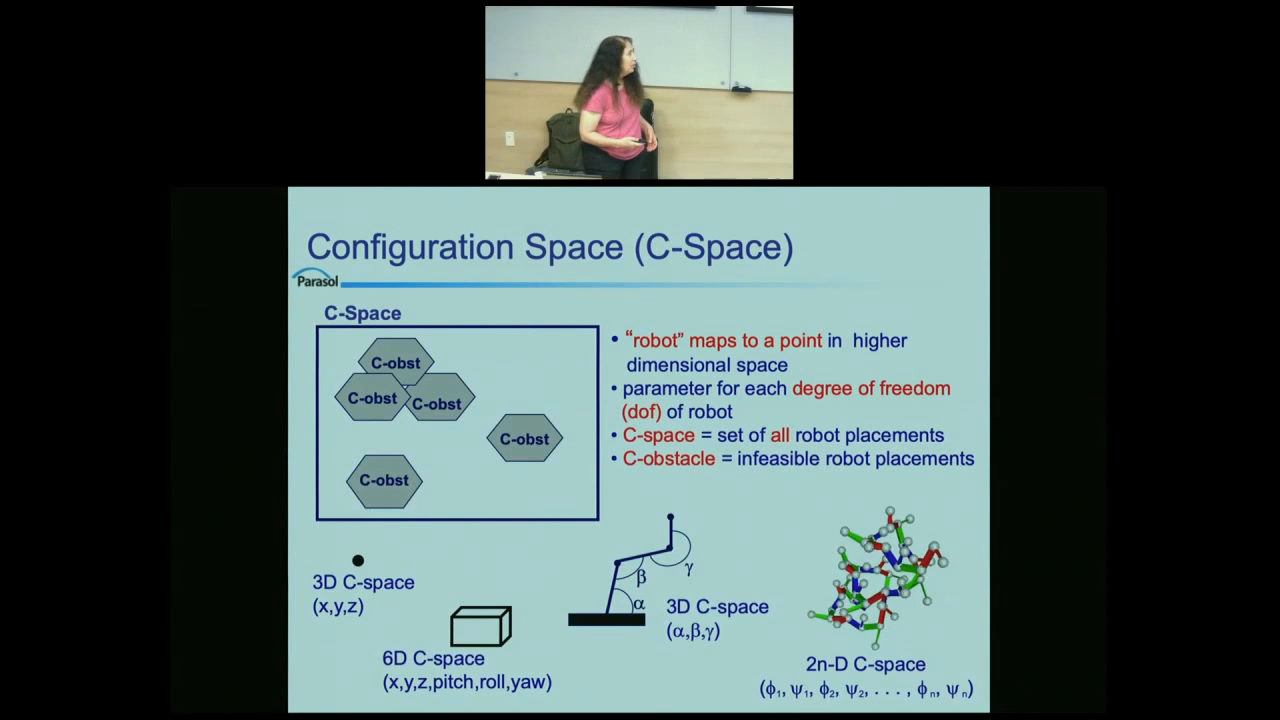 Configuration Space (C-Space)
Parasol
C-Space
C-obst
C-obst
C-obst
C-obst
C-obst
• “robot” maps to a point in higher
dimensional space
• parameter for each degree of freedom
(dof) of robot
• C-space = set of all robot placements
• C-obstacle = infeasible robot placements
3D C-space
(x,y,z)
6D C-space
(x,y,z,pitch,roll,yaw)
α
β
γ
3D C-space
(α,β,γ)
2n-D C-space
(ϕ₁, ψ₁, ϕ₂, ψ₂, . . . , ϕₙ, ψₙ)